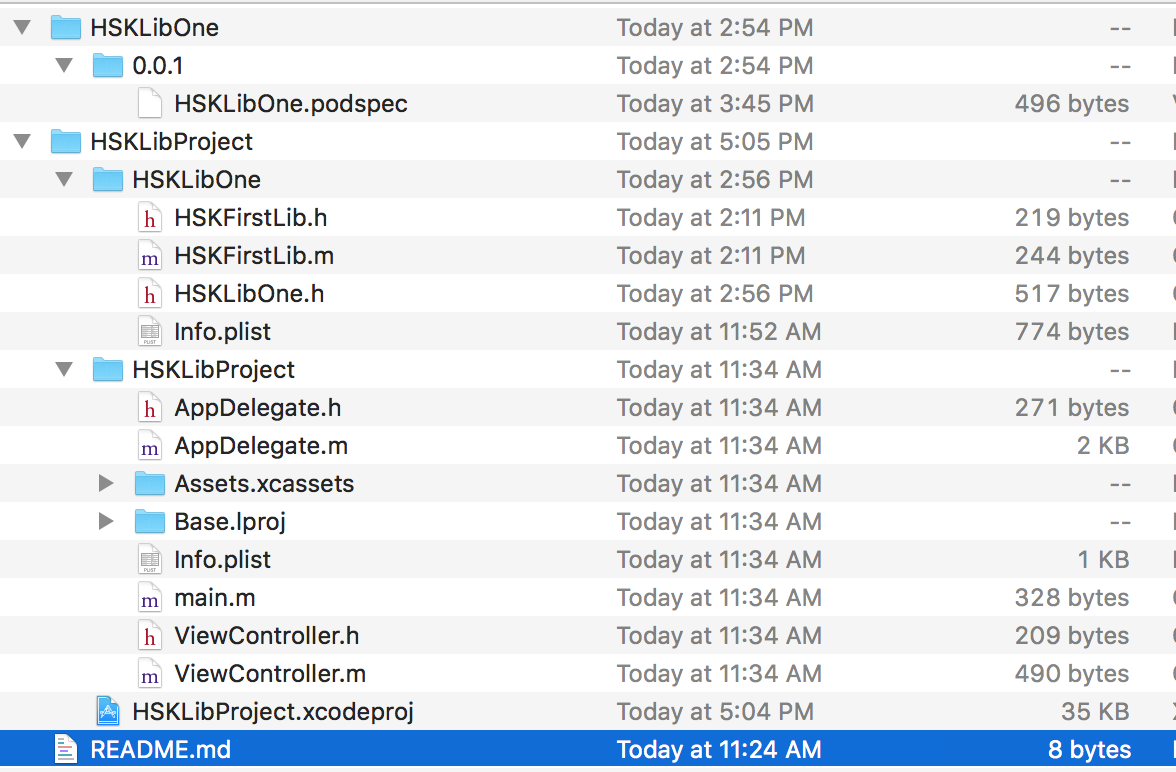 HSKLibOne Today at 2:54 PM --
0.0.1 Today at 2:54 PM --
HSKLibOne.podspec Today at 3:45 PM 496 bytes
HSKLibProject Today at 5:05 PM --
HSKLibOne Today at 2:56 PM --
h HSKFirstLib.h Today at 2:11 PM 219 bytes
m HSKFirstLib.m Today at 2:11 PM 244 bytes
h HSKLibOne.h Today at 2:56 PM 517 bytes
PLIST Info.plist Today at 11:52 AM 774 bytes
HSKLibProject Today at 11:34 AM --
h AppDelegate.h Today at 11:34 AM 271 bytes
m AppDelegate.m Today at 11:34 AM 2 KB
Assets.xcassets Today at 11:34 AM --
Base.lproj Today at 11:34 AM --
PLIST Info.plist Today at 11:34 AM 1 KB
m main.m Today at 11:34 AM 328 bytes
h ViewController.h Today at 11:34 AM 209 bytes
m ViewController.m Today at 11:34 AM 490 bytes
HSKLibProject.xcodeproj Today at 5:04 PM 35 KB
README.md Today at 11:24 AM 8 bytes